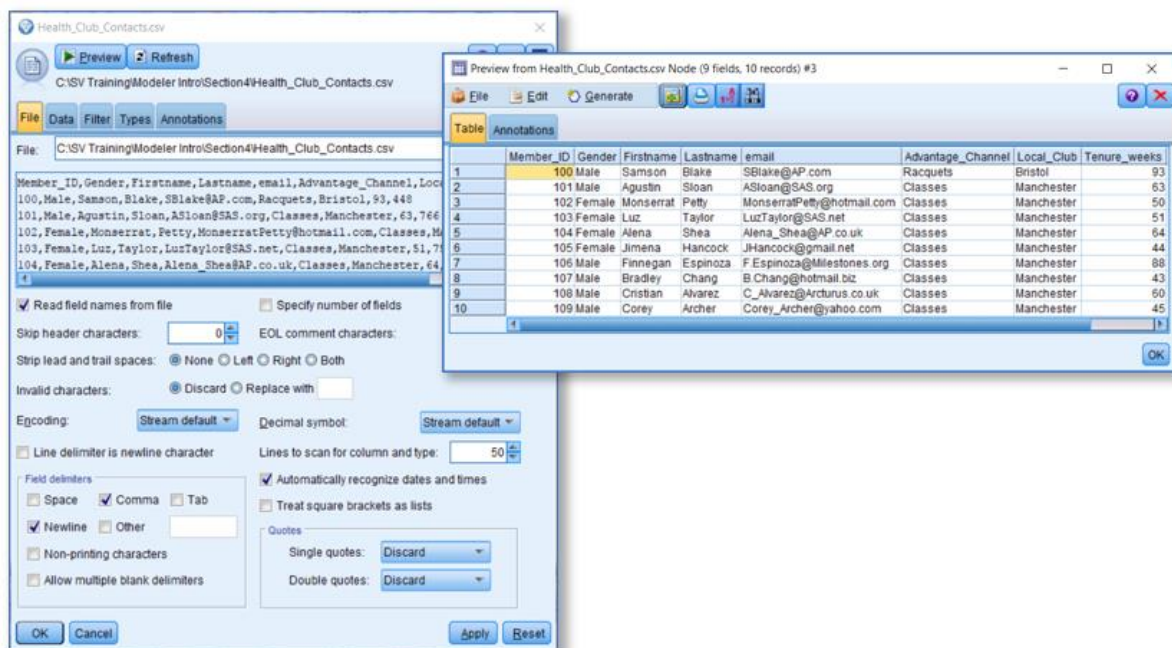 Health_Club_Contacts.csv
Preview Refresh
C:\SV Training\Modeler Intro\Section4\Health_Club_Contacts.csv
File Data Filter Types Annotations
File: C:\SV Training\Modeler Intro\Section4\Health_Club_Contacts.csv
Member_ID,Gender,Firstname,Lastname,email,Advantage_Channel,Loca
100,Male,Samson,Blake,SBlake@AP.com,Racquets,Bristol,93,448
101,Male,Agustin,Sloan,ASloan@SAS.org,Classes,Manchester,63,766
102,Female,Monserrat,Petty,MonserratPetty@hotmail.com,Classes,Ma
103,Female,Luz,Taylor,LuzTaylor@SAS.net,Classes,Manchester,51,79
104,Female,Alena,Shea,Alena_Shea@AP.co.uk,Classes,Manchester,64,
Read field names from file Specify number of fields
Skip header characters: 0 EOL comment characters:
Strip lead and trail spaces: None Left Right Both
Invalid characters: Discard Replace with
Encoding: Stream default Decimal symbol: Stream default
Line delimiter is newline character Lines to scan for column and type: 50
Field delimiters Automatically recognize dates and times
Space Comma Tab Treat square brackets as lists
Newline Other Quotes
Non-printing characters Single quotes: Discard
Allow multiple blank delimiters Double quotes: Discard
OK Cancel Apply Reset
Preview from Health_Club_Contacts.csv Node (9 fields, 10 records) #3
File Edit Generate
Table Annotations
Member_ID Gender Firstname Lastname email Advantage_Channel Local_Club Tenure_weeks
1 100 Male Samson Blake SBlake@AP.com Racquets Bristol 93
2 101 Male Agustin Sloan ASloan@SAS.org Classes Manchester 63
3 102 Female Monserrat Petty MonserratPetty@hotmail.com Classes Manchester 50
4 103 Female Luz Taylor LuzTaylor@SAS.net Classes Manchester 51
5 104 Female Alena Shea Alena_Shea@AP.co.uk Classes Manchester 64
6 105 Female Jimena Hancock JHancock@gmail.net Classes Manchester 44
7 106 Male Finnegan Espinoza F.Espinoza@Milestones.org Classes Manchester 88
8 107 Male Bradley Chang B.Chang@hotmail.biz Classes Manchester 43
9 108 Male Cristian Alvarez C_Alvarez@Arcturus.co.uk Classes Manchester 60
10 109 Male Corey Archer Corey_Archer@yahoo.com Classes Manchester 45
OK